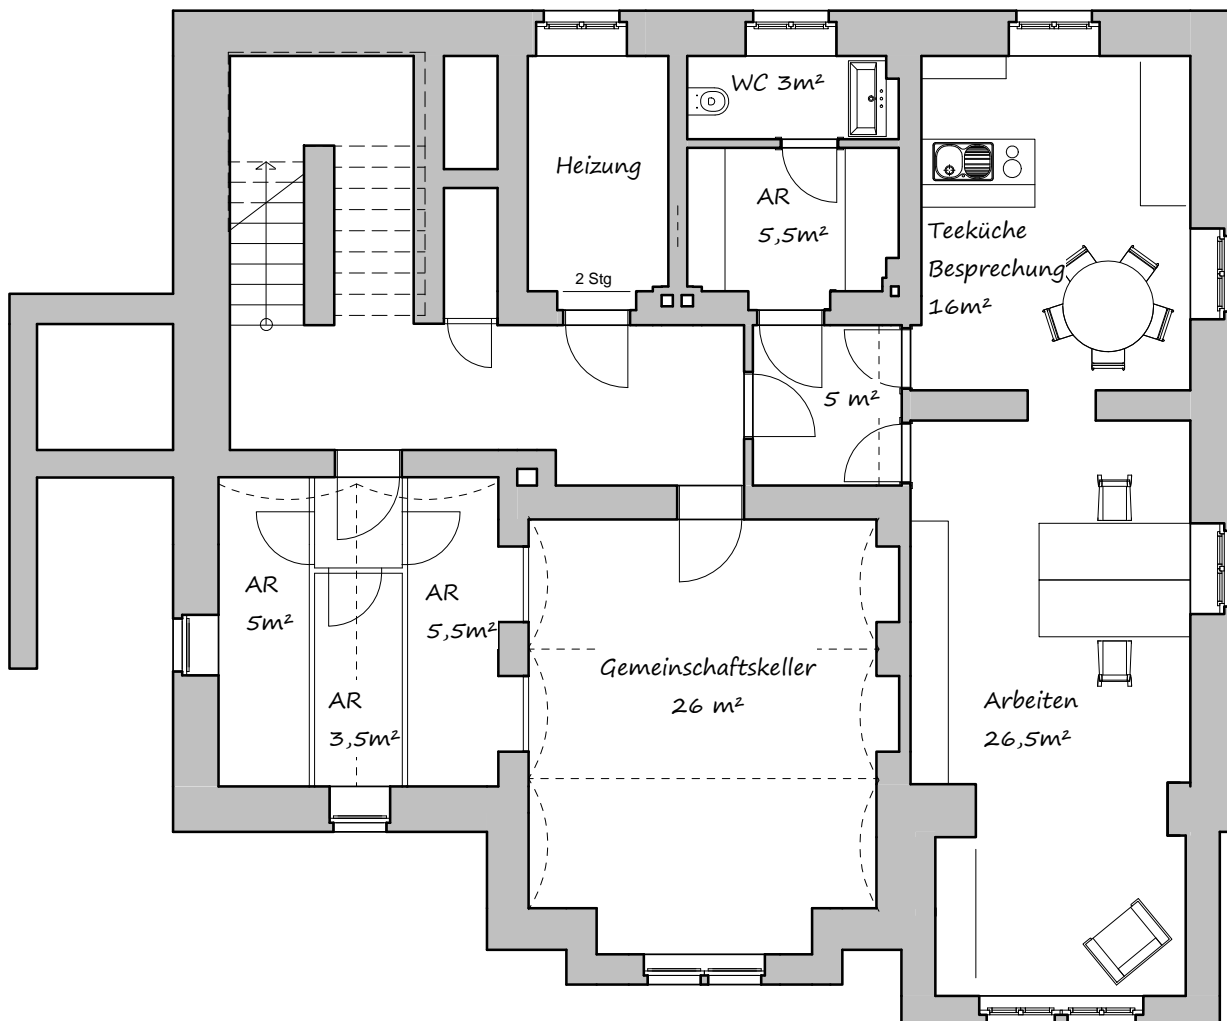 WC 3m²
Heizung
AR
5,5m²
2 Stg
Teeküche
Besprechung
16m²
5 m²
AR
5m²
AR
5,5m²
AR
3,5m²
Gemeinschaftskeller
26 m²
Arbeiten
26,5m²